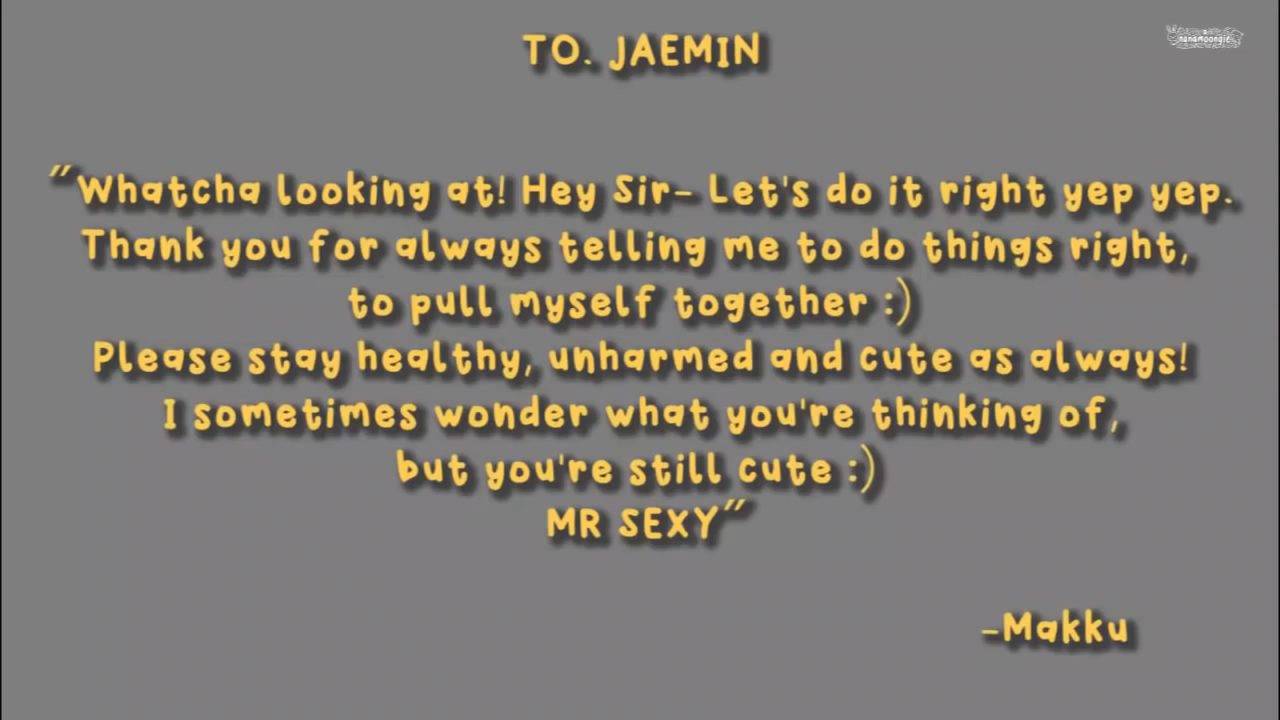 TO. JAEMIN
nanamoongie
"Whatcha looking at! Hey Sir- Let's do it right yep yep.
Thank you for always telling me to do things right,
to pull myself together :)
Please stay healthy, unharmed and cute as always!
I sometimes wonder what you're thinking of,
but you're still cute :)
MR SEXY"
-Makku